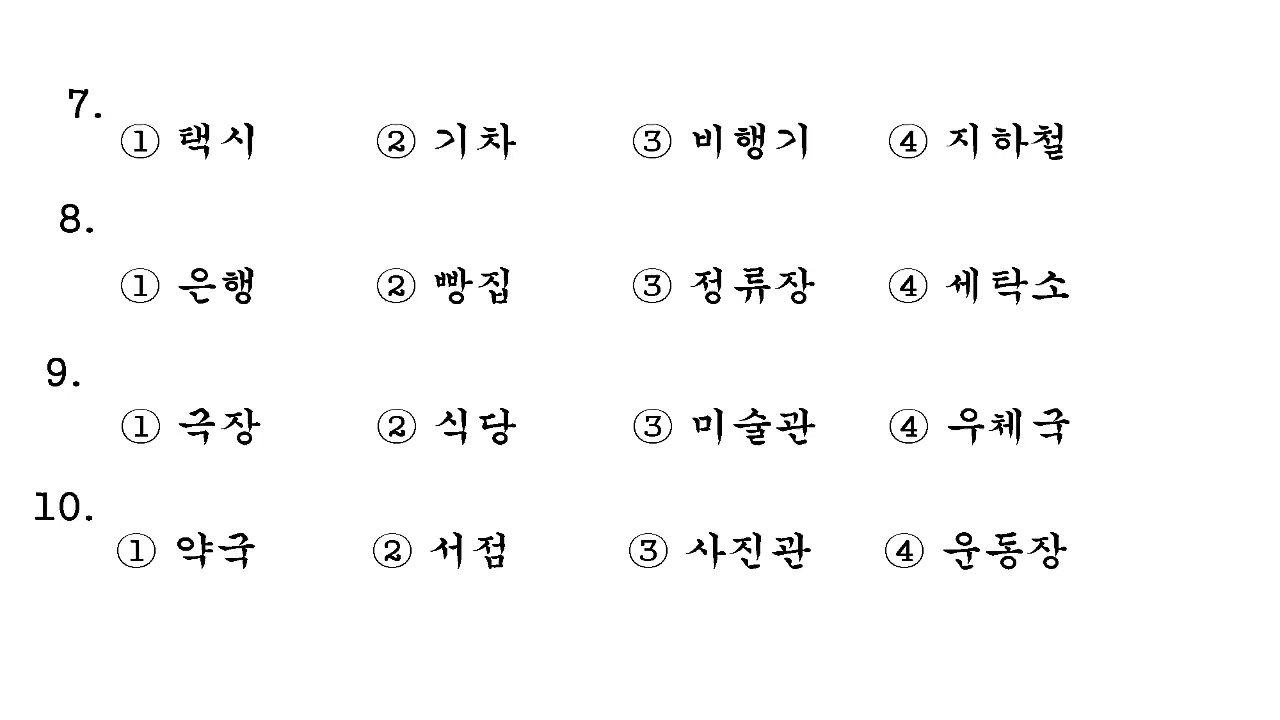 7.
① 택시 ② 기차 ③ 비행기 ④ 지하철
8.
① 은행 ② 빵집 ③ 정류장 ④ 세탁소
9.
① 극장 ② 식당 ③ 미술관 ④ 우체국
10.
① 약국 ② 서점 ③ 사진관 ④ 운동장